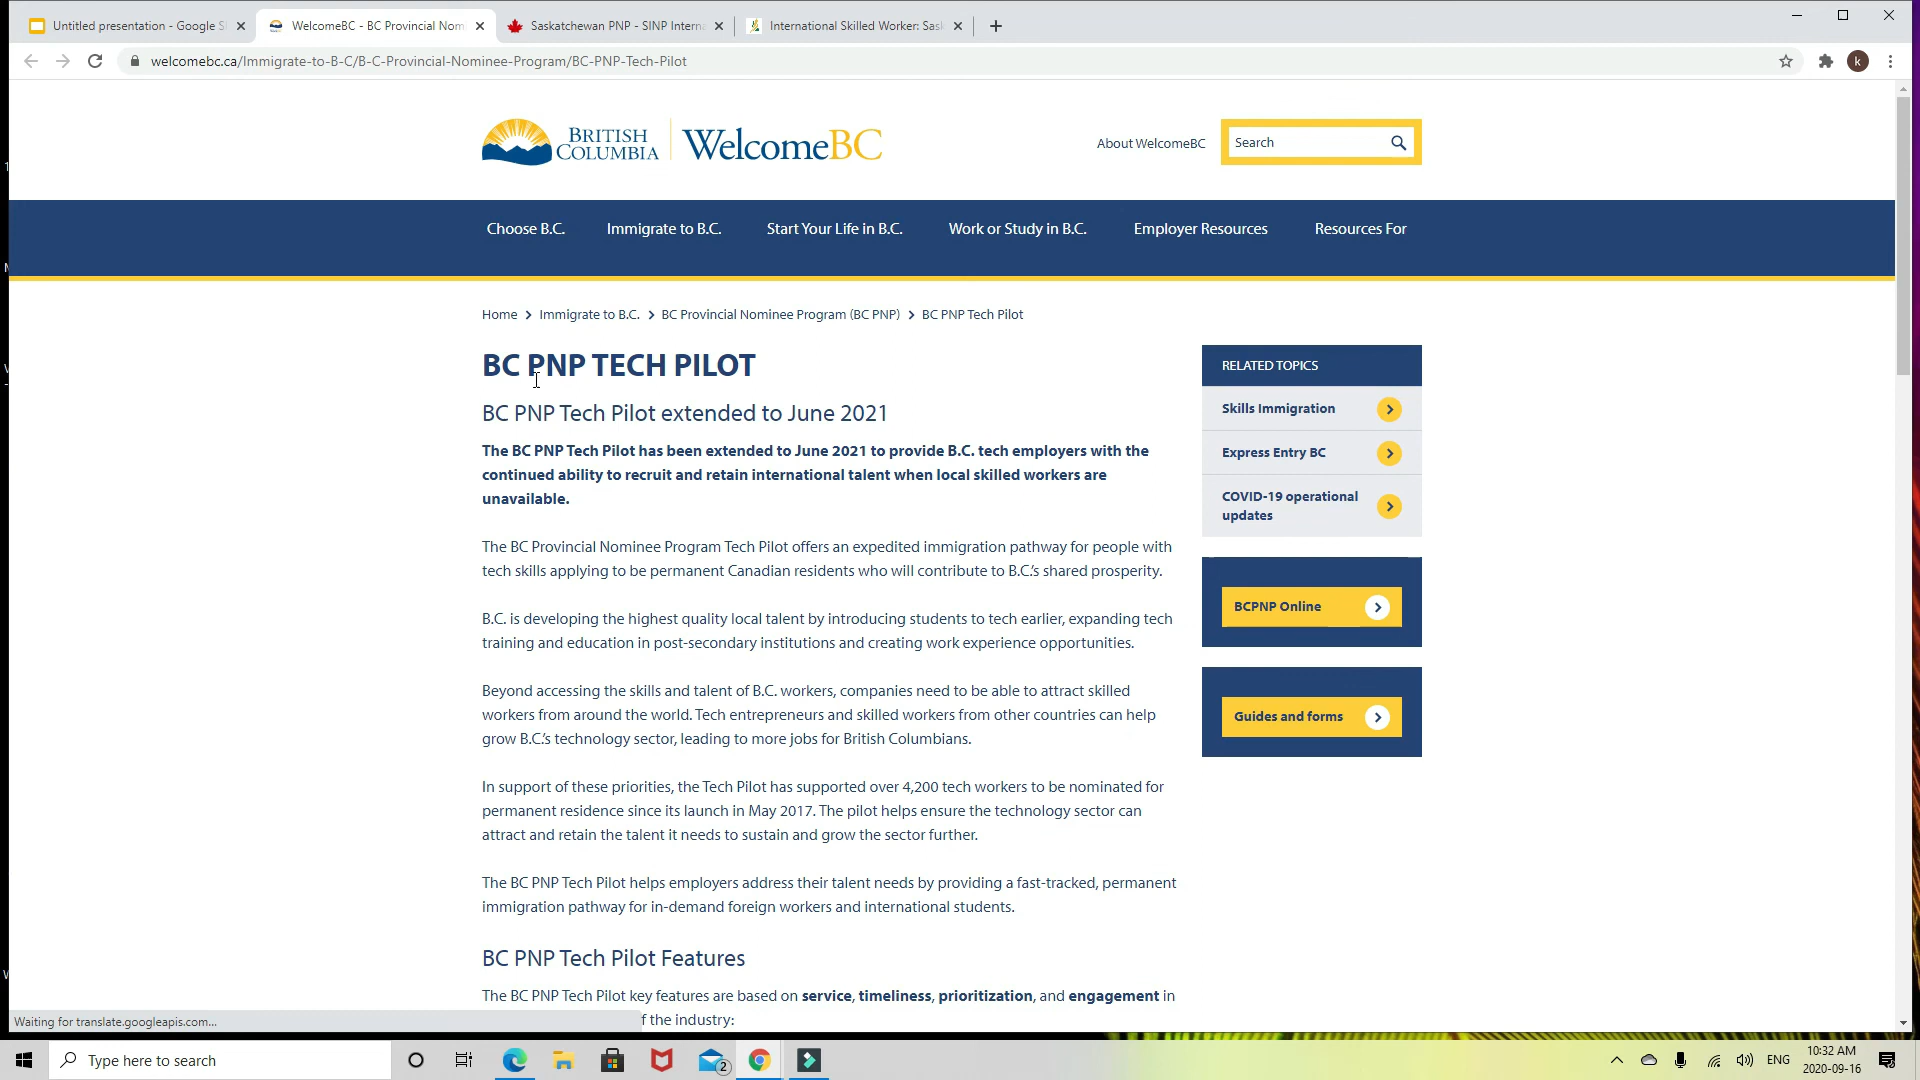 Untitled presentation - Google Sl
WelcomeBC - BC Provincial Nom
Saskatchewan PNP - SINP Interna
International Skilled Worker: Sask
welcomebc.ca/Immigrate-to-B-C/B-C-Provincial-Nominee-Program/BC-PNP-Tech-Pilot
k
BRITISH
COLUMBIA
WelcomeBC
About WelcomeBC
Search
Choose B.C.
Immigrate to B.C.
Start Your Life in B.C.
Work or Study in B.C.
Employer Resources
Resources For
Home > Immigrate to B.C. > BC Provincial Nominee Program (BC PNP) > BC PNP Tech Pilot
BC PNP TECH PILOT
BC PNP Tech Pilot extended to June 2021
The BC PNP Tech Pilot has been extended to June 2021 to provide B.C. tech employers with the
continued ability to recruit and retain international talent when local skilled workers are
unavailable.
The BC Provincial Nominee Program Tech Pilot offers an expedited immigration pathway for people with
tech skills applying to be permanent Canadian residents who will contribute to B.C.'s shared prosperity.
B.C. is developing the highest quality local talent by introducing students to tech earlier, expanding tech
training and education in post-secondary institutions and creating work experience opportunities.
Beyond accessing the skills and talent of B.C. workers, companies need to be able to attract skilled
workers from around the world. Tech entrepreneurs and skilled workers from other countries can help
grow B.C.'s technology sector, leading to more jobs for British Columbians.
In support of these priorities, the Tech Pilot has supported over 4,200 tech workers to be nominated for
permanent residence since its launch in May 2017. The pilot helps ensure the technology sector can
attract and retain the talent it needs to sustain and grow the sector further.
The BC PNP Tech Pilot helps employers address their talent needs by providing a fast-tracked, permanent
immigration pathway for in-demand foreign workers and international students.
BC PNP Tech Pilot Features
The BC PNP Tech Pilot key features are based on service, timeliness, prioritization, and engagement in
f the industry:
RELATED TOPICS
Skills Immigration
Express Entry BC
COVID-19 operational
updates
BCPNP Online
Guides and forms
Waiting for translate.googleapis.com...
Type here to search
2
ENG
10:32 AM
2020-09-16